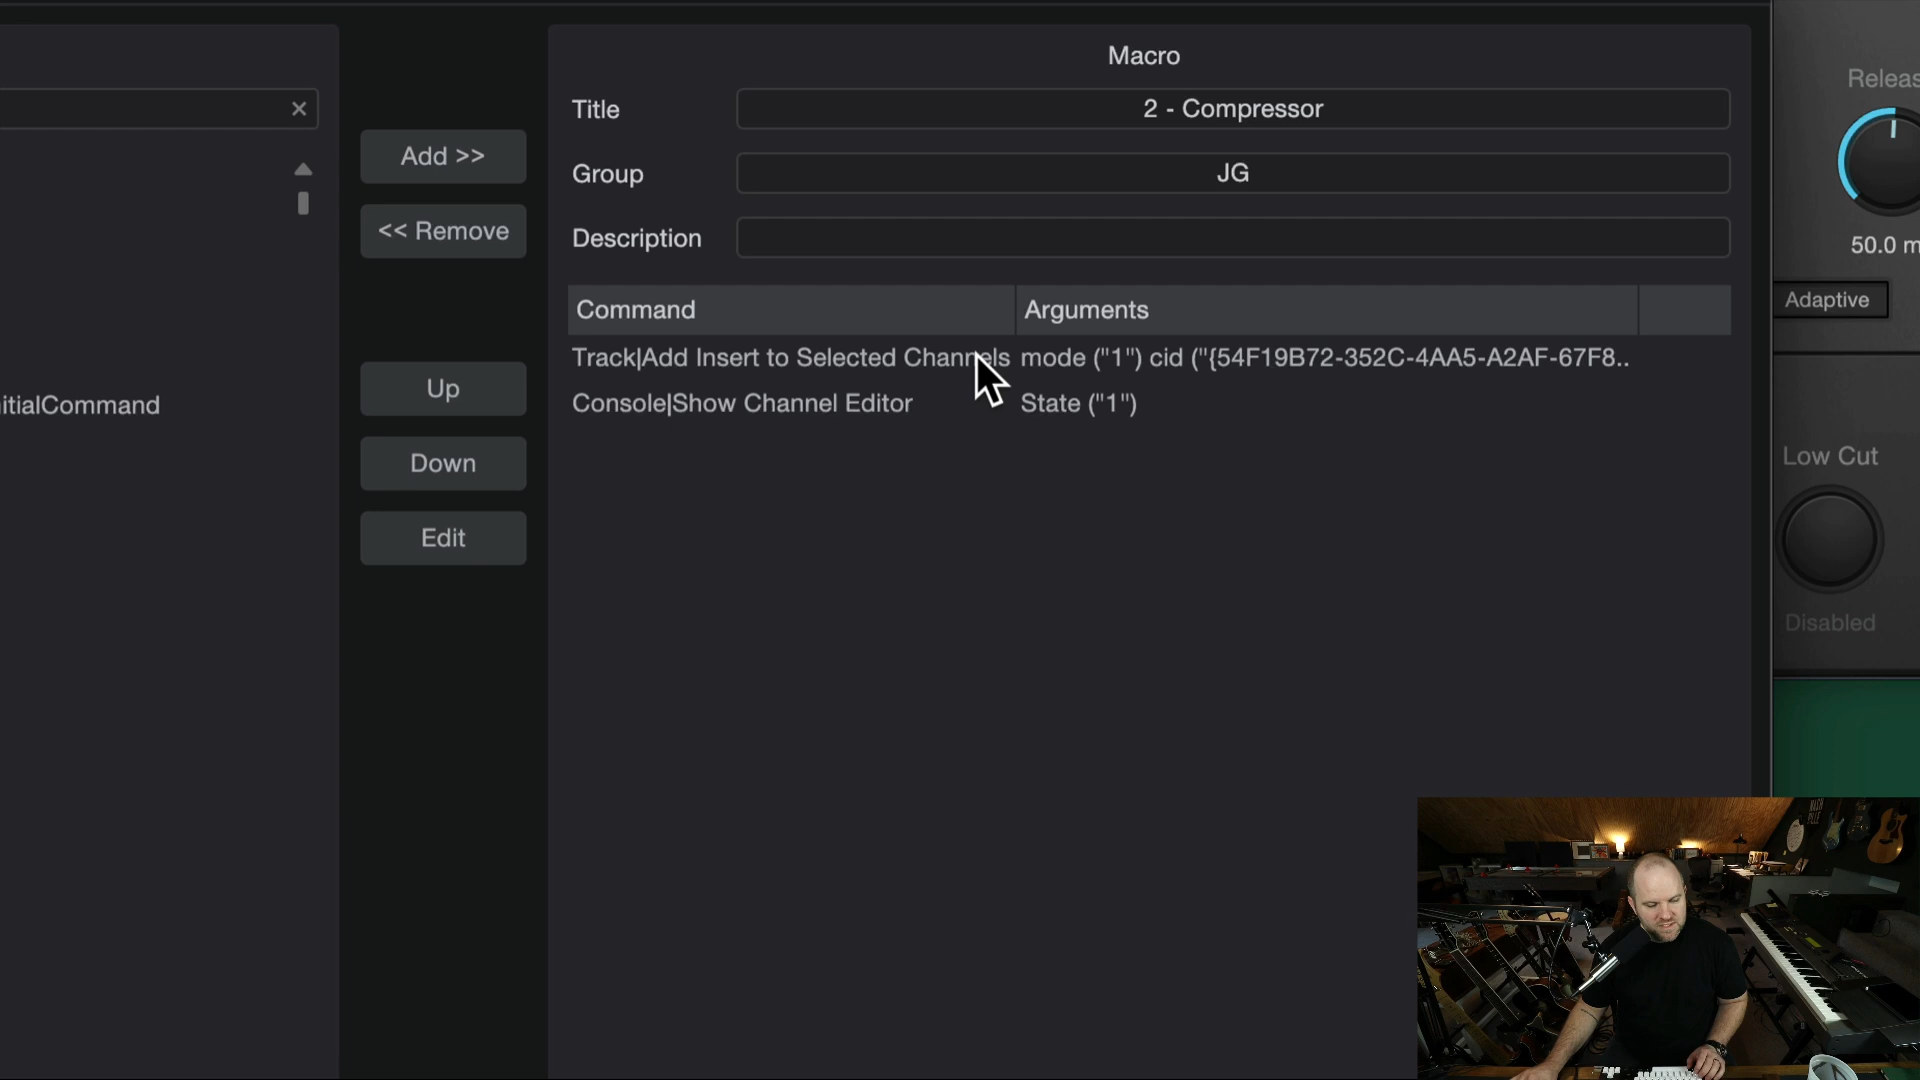 Macro
Title
2 - Compressor
Group
JG
Description
Add >>
<< Remove
Up
Down
Edit
Command
Arguments
Track|Add Insert to Selected Channels
mode ("1") cid ("{54F19B72-352C-4AA5-A2AF-67F8..
Console|Show Channel Editor
State ("1")
itialCommand
Releas
50.0 m
Adaptive
Low Cut
Disabled